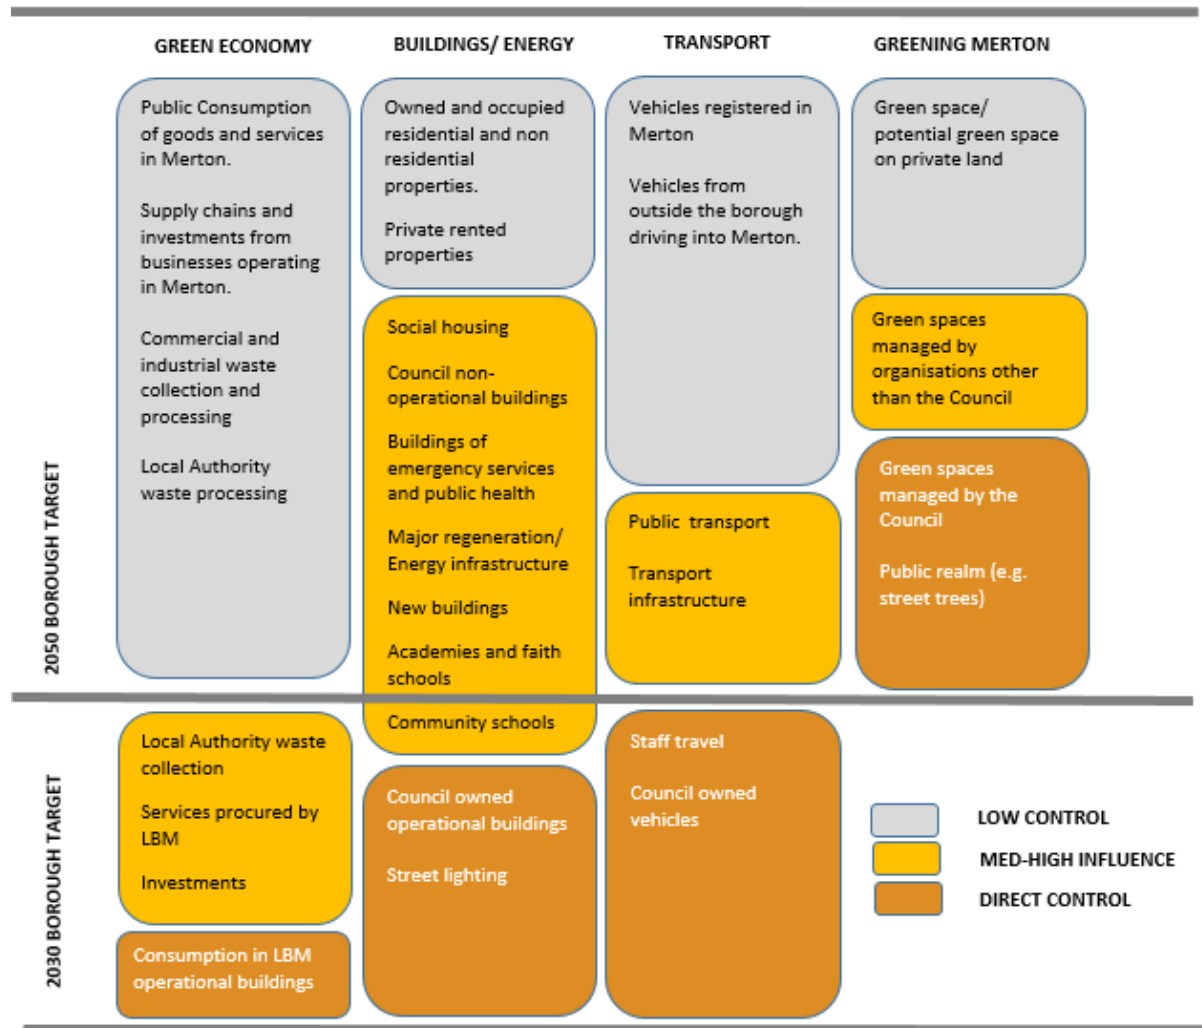 GREEN ECONOMY
BUILDINGS/ ENERGY
TRANSPORT
GREENING MERTON
2050 BOROUGH TARGET
Public Consumption
of goods and services
in Merton.
Supply chains and
investments from
businesses operating
in Merton.
Commercial and
industrial waste
collection and
processing
Local Authority
waste processing
Owned and occupied
residential and non
residential
properties.
Private rented
properties
Social housing
Council non-
operational buildings
Buildings of
emergency services
and public health
Major regeneration/
Energy infrastructure
New buildings
Academies and faith
schools
Community schools
Vehicles registered in
Merton
Vehicles from
outside the borough
driving into Merton.
Public transport
Transport
infrastructure
Green space/
potential green space
on private land
Green spaces
managed by
organisations other
than the Council
Green spaces
managed by the
Council
Public realm (e.g.
street trees)
2030 BOROUGH TARGET
Local Authority waste
collection
Services procured by
LBM
Investments
Consumption in LBM
operational buildings
Council owned
operational buildings
Street lighting
Staff travel
Council owned
vehicles
LOW CONTROL
MED-HIGH INFLUENCE
DIRECT CONTROL